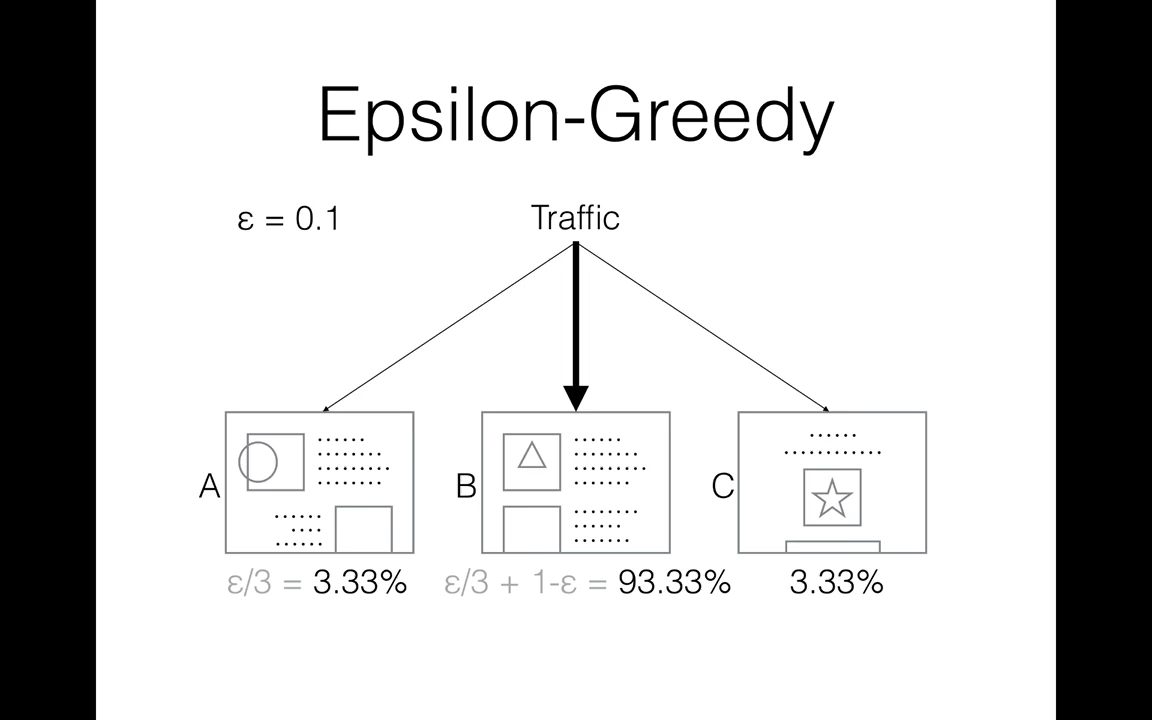 Epsilon-Greedy
ε = 0.1
Traffic
A
B
C
ε/3 = 3.33%
ε/3 + 1-ε = 93.33%
3.33%